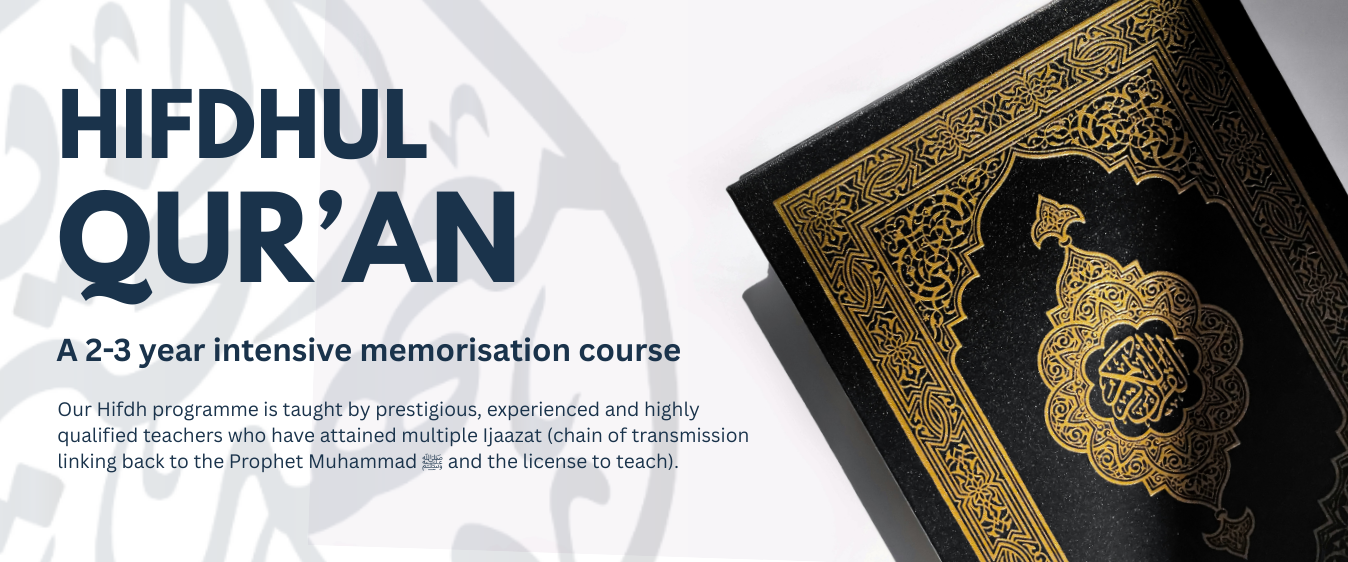 HIFDHUL
QUR’AN
A 2-3 year intensive memorisation course
Our Hifdh programme is taught by prestigious, experienced and highly
qualified teachers who have attained multiple Ijaazat (chain of transmission
linking back to the Prophet Muhammad ﷺ and the license to teach).
القرآن الكريم